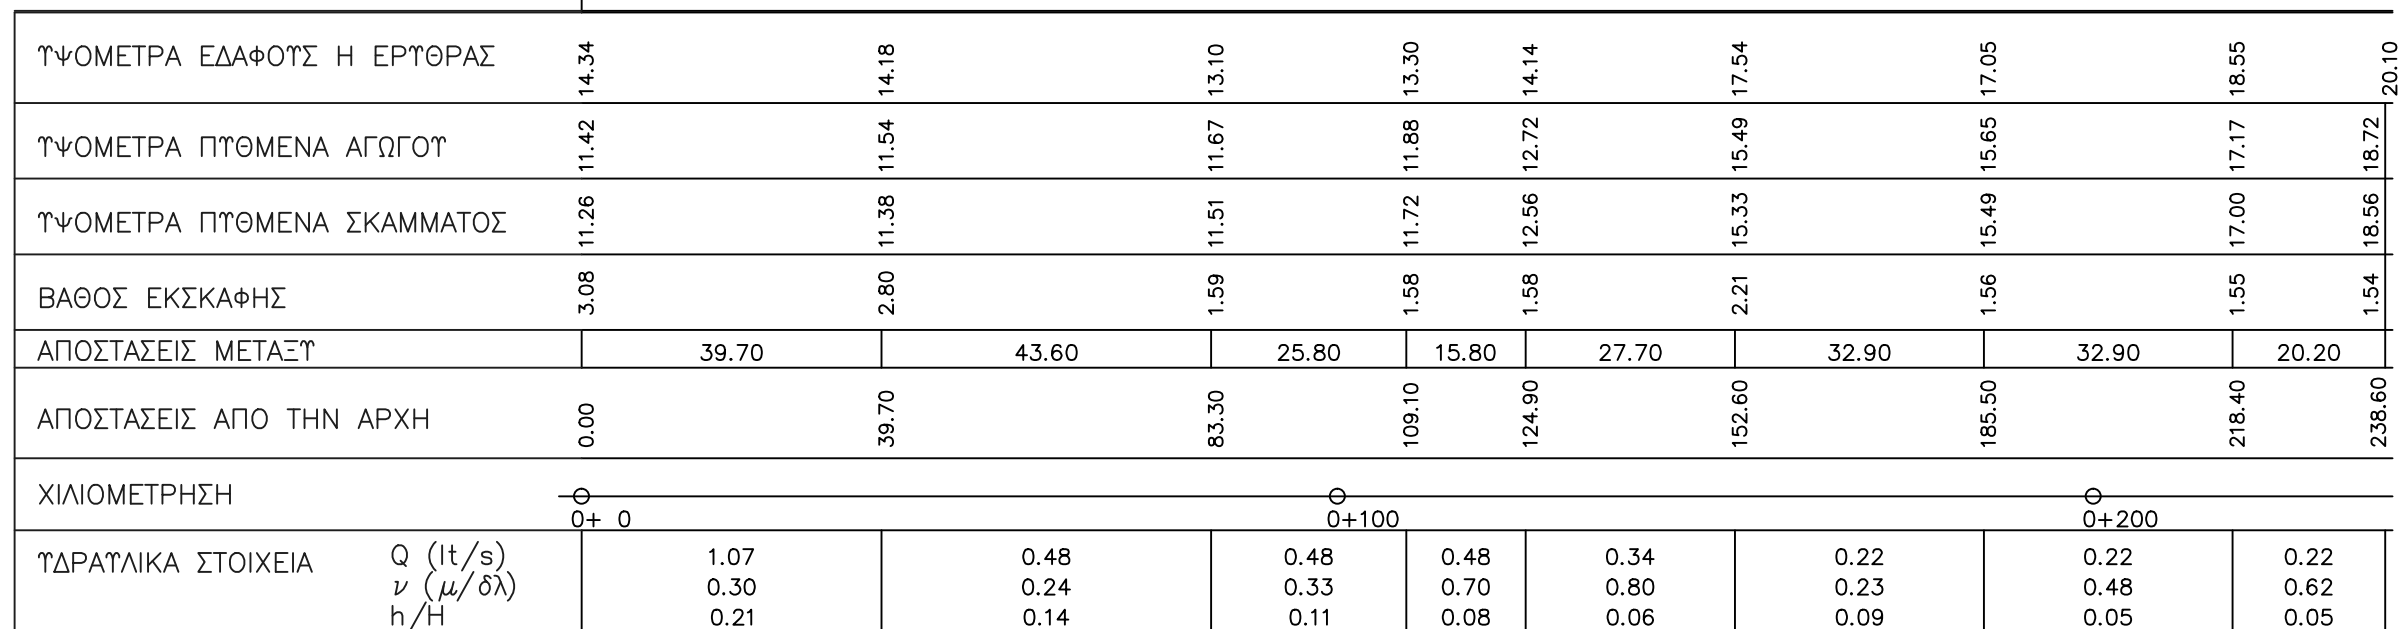 ΥΨΟΜΕΤΡΑ ΕΔΑΦΟΥΣ Η ΕΡΥΘΡΑΣ 14.34 14.18 13.10 13.30 14.14 17.54 17.05 18.55 20.10
ΥΨΟΜΕΤΡΑ ΠΥΘΜΕΝΑ ΑΓΩΓΟΥ 11.42 11.54 11.67 11.88 12.72 15.49 15.65 17.17 18.72
ΥΨΟΜΕΤΡΑ ΠΥΘΜΕΝΑ ΣΚΑΜΜΑΤΟΣ 11.26 11.38 11.51 11.72 12.56 15.33 15.49 17.00 18.56
ΒΑΘΟΣ ΕΚΣΚΑΦΗΣ 3.08 2.80 1.59 1.58 1.58 2.21 1.56 1.55 1.54
ΑΠΟΣΤΑΣΕΙΣ ΜΕΤΑΞΥ 39.70 43.60 25.80 15.80 27.70 32.90 32.90 20.20
ΑΠΟΣΤΑΣΕΙΣ ΑΠΟ ΤΗΝ ΑΡΧΗ 0.00 39.70 83.30 109.10 124.90 152.60 185.50 218.40 238.60
ΧΙΛΙΟΜΕΤΡΗΣΗ
0+ 0 0+100 0+200
ΥΔΡΑΥΛΙΚΑ ΣΤΟΙΧΕΙΑ Q (lt/s) 1.07 0.48 0.48 0.48 0.34 0.22 0.22 0.22
ν (μ/δλ) 0.30 0.24 0.33 0.70 0.80 0.23 0.48 0.62
h/H 0.21 0.14 0.11 0.08 0.06 0.09 0.05 0.05